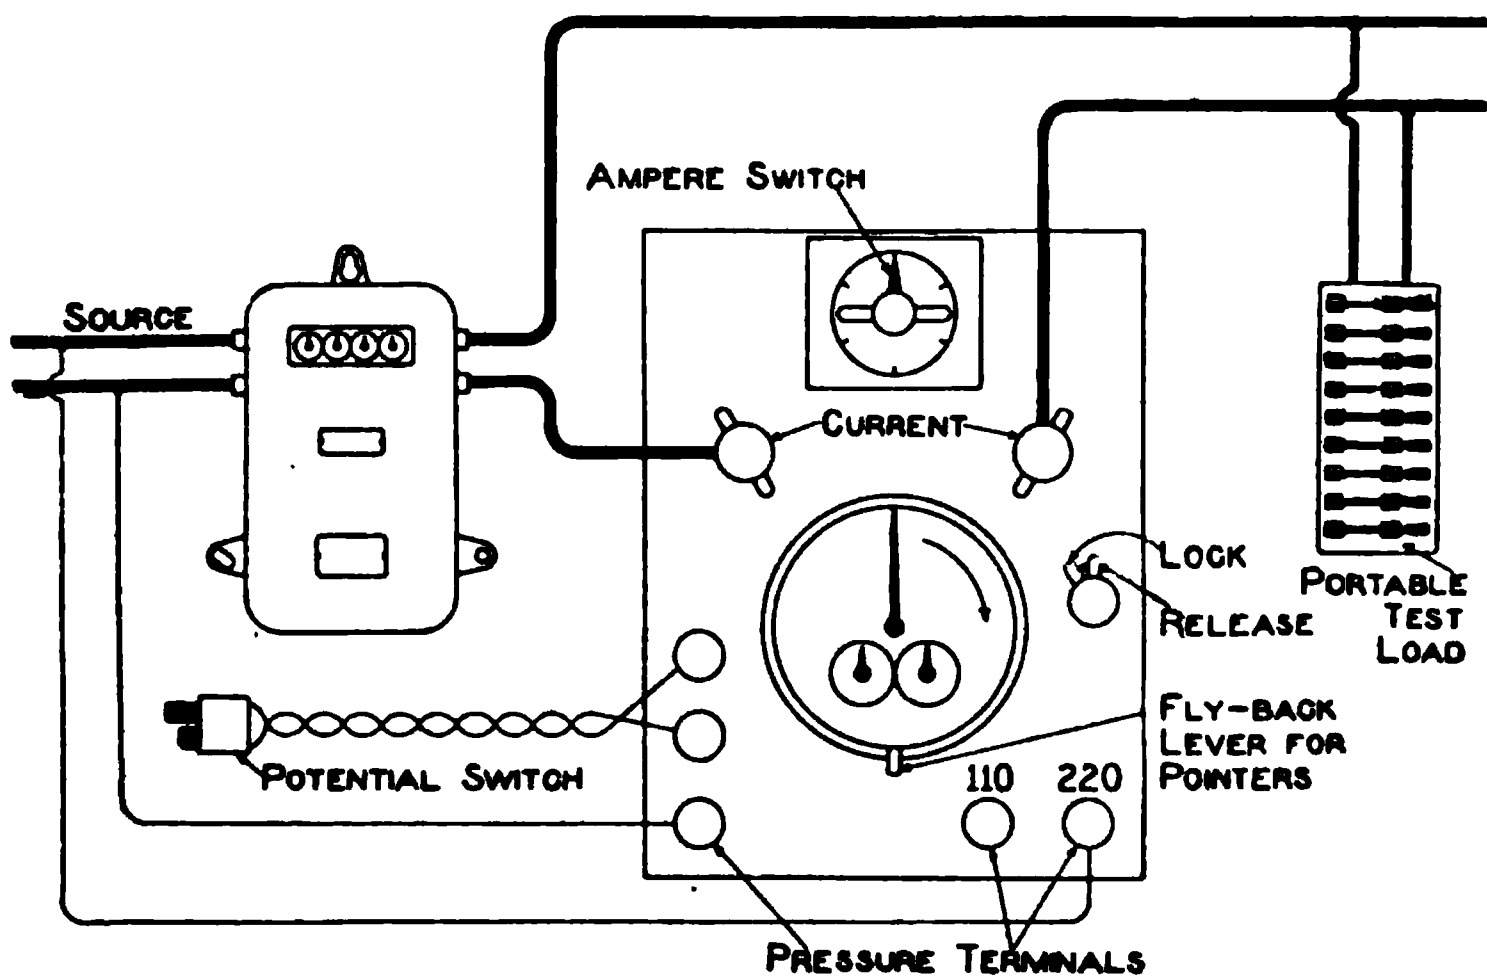 AMPERE SWITCH
SOURCE
CURRENT
LOCK
RELEASE
PORTABLE
TEST
LOAD
FLY-BACK
LEVER FOR
POINTERS
POTENTIAL SWITCH
110 220
PRESSURE TERMINALS